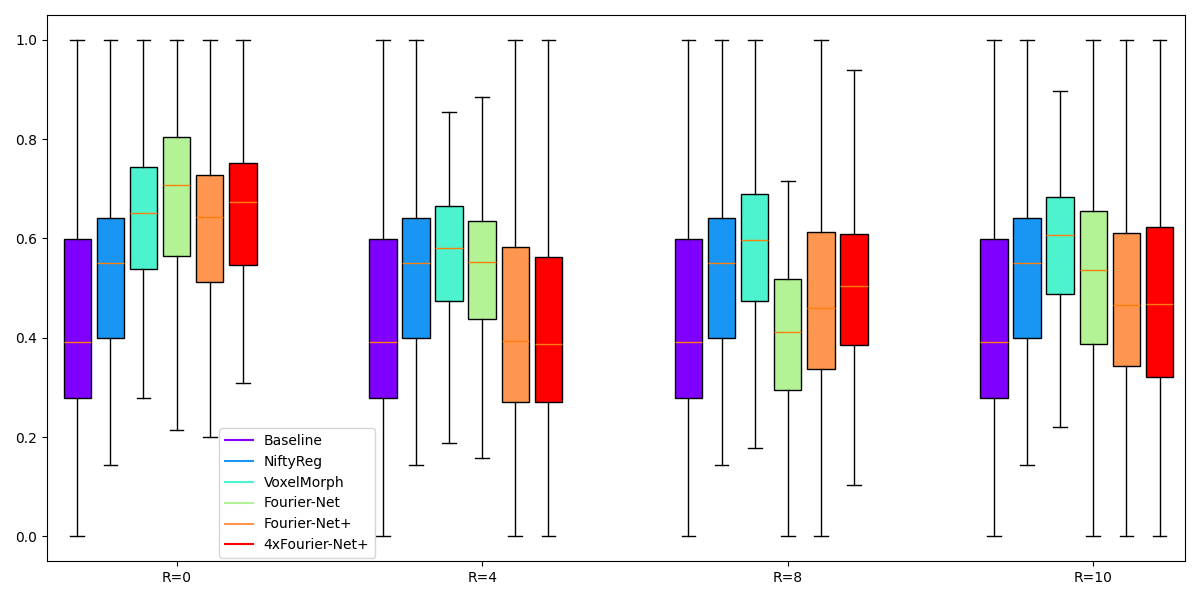 1.0
0.8
0.6
0.4
0.2
0.0
Baseline
NiftyReg
VoxelMorph
Fourier-Net
Fourier-Net+
4xFourier-Net+
R=0
R=4
R=8
R=10